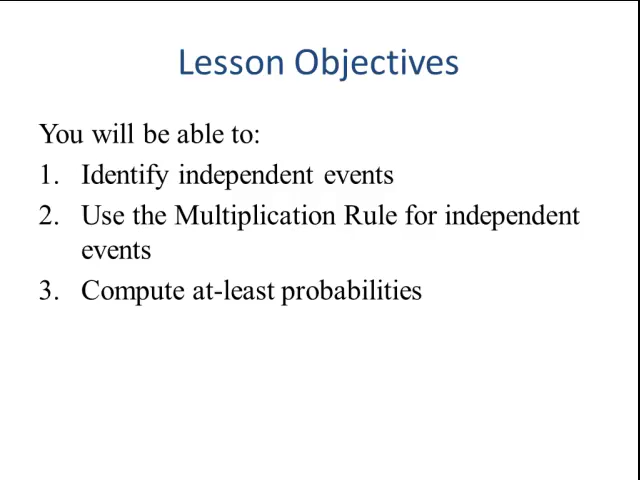 Lesson Objectives
You will be able to:
1. Identify independent events
2. Use the Multiplication Rule for independent
events
3. Compute at-least probabilities